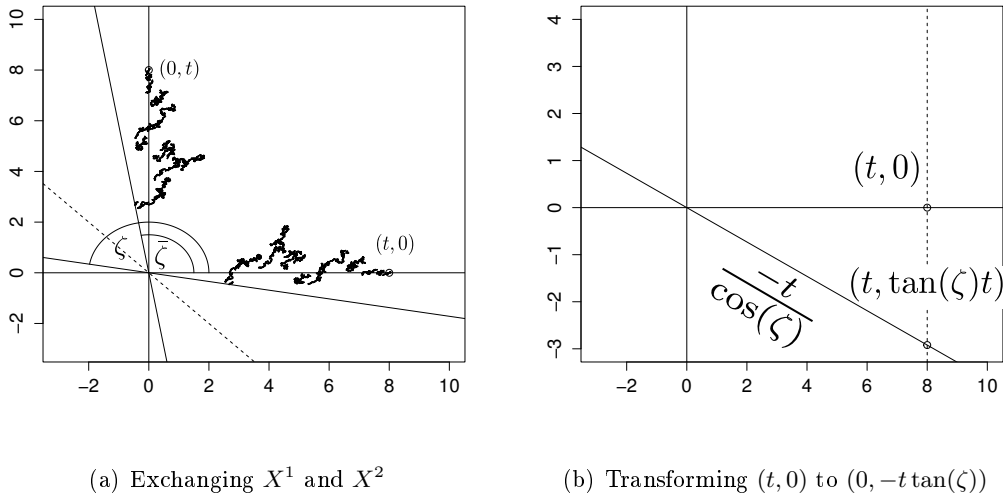 10
8
6
4
2
0
−2
−2 0 2 4 6 8 10
(0, t)
(t, 0)
ζ
ζ̄
4
3
2
1
0
-1
-2
-3
−2 0 2 4 6 8 10
(t, 0)
(t, tan(ζ)t)
−t
cos(ζ)
(a) Exchanging X¹ and X²
(b) Transforming (t, 0) to (0, −t tan(ζ))